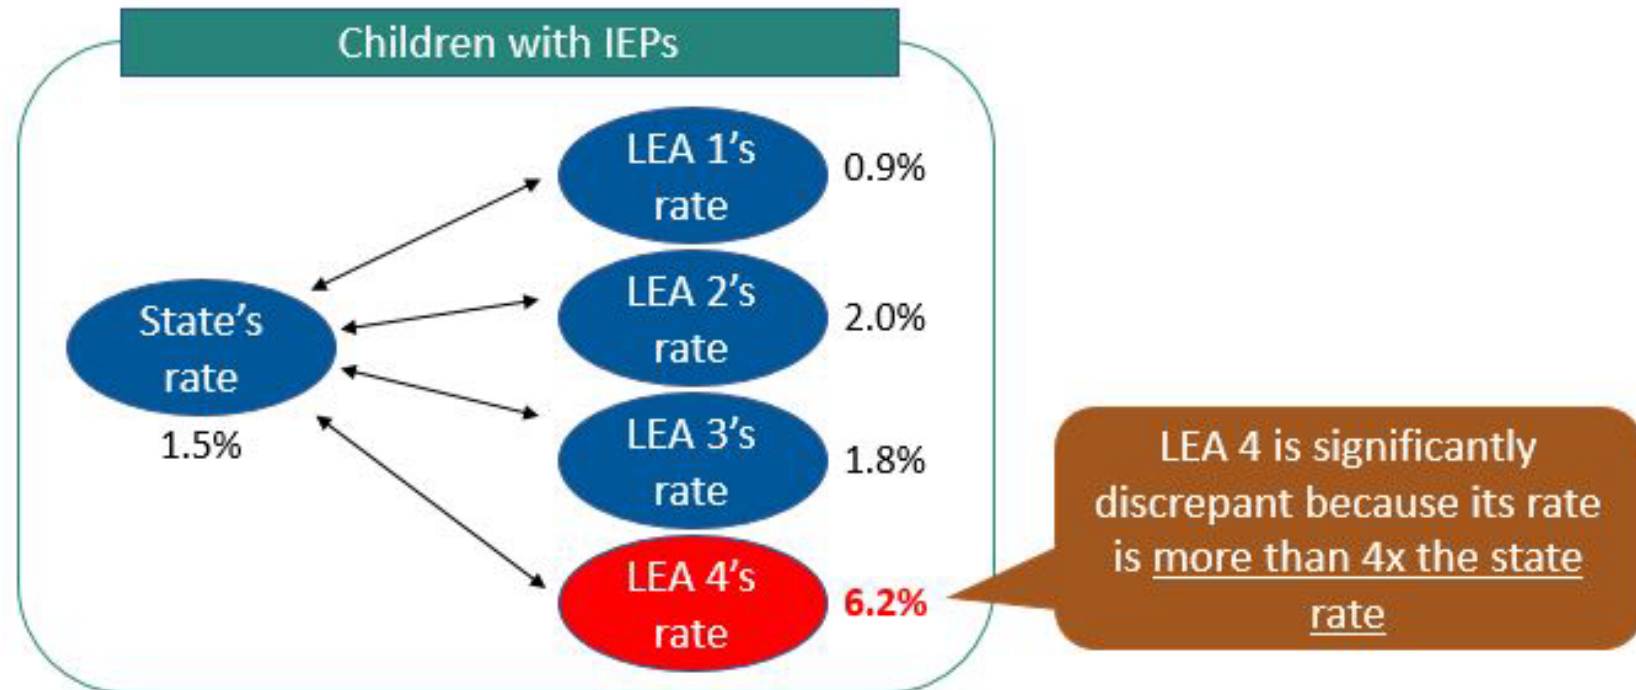 Children with IEPs
LEA 1’s
rate
0.9%
LEA 2’s
rate
2.0%
State’s
rate
1.5%
LEA 3’s
rate
1.8%
LEA 4’s
rate
6.2%
LEA 4 is significantly
discrepant because its rate
is more than 4x the state
rate